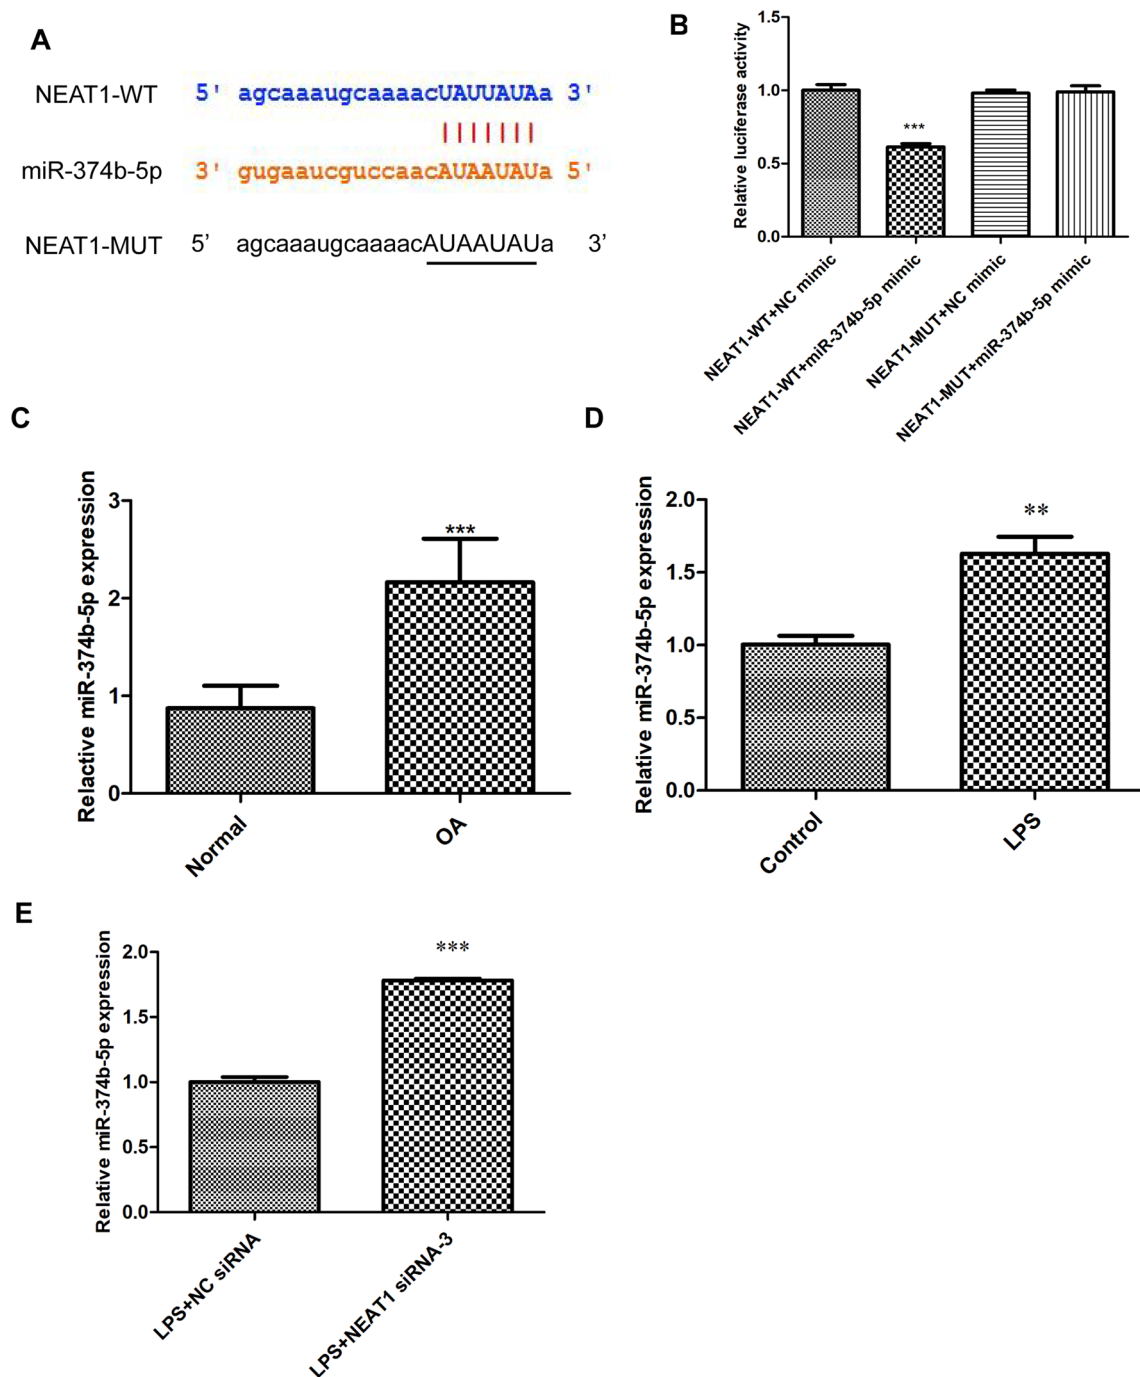 A
NEAT1-WT 5' agcaaaugcaaaacUAUUAUAa 3'
miR-374b-5p 3' gugaaucguccaacAUAAUAUa 5'
NEAT1-MUT 5’ agcaaaugcaaaacAUAAUAUa 3’
B
Relative luciferase activity
1.5
1.0
0.5
0.0
***
NEAT1-WT+NC mimic
NEAT1-WT+miR-374b-5p mimic
NEAT1-MUT+NC mimic
NEAT1-MUT+miR-374b-5p mimic
C
Relactive miR-374b-5p expression
3
2
1
0
***
Normal
OA
D
Relative miR-374b-5p expression
2.0
1.5
1.0
0.5
0.0
**
Control
LPS
E
Relative miR-374b-5p expression
2.0
1.5
1.0
0.5
0.0
***
LPS+NC siRNA
LPS+NEAT1 siRNA-3